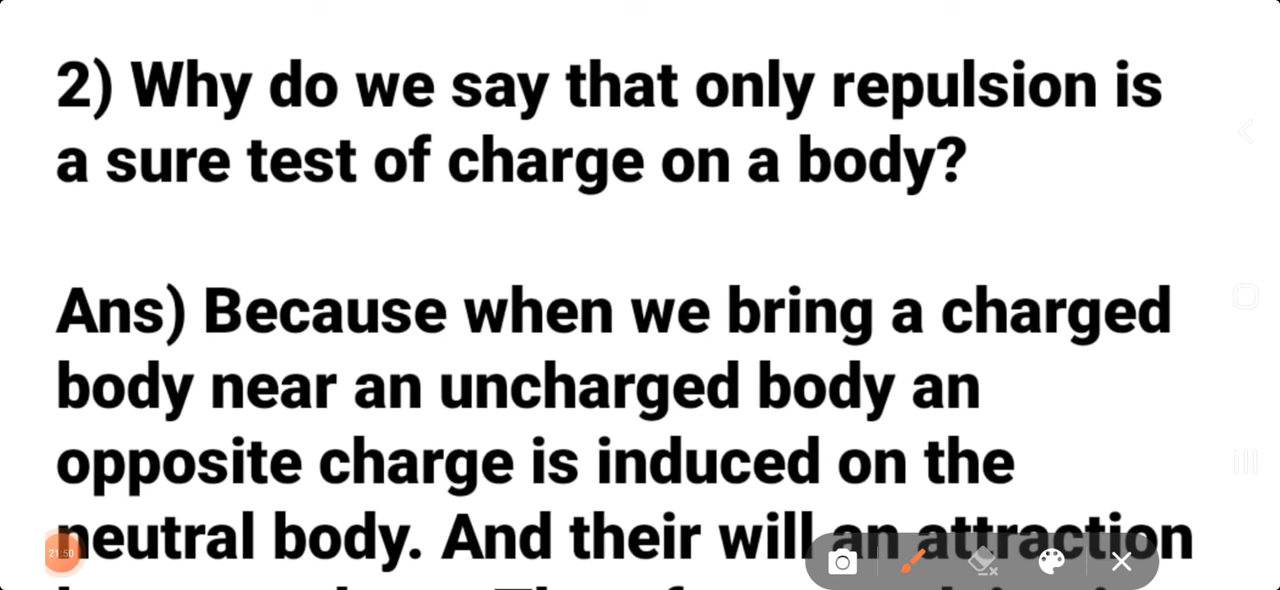 2) Why do we say that only repulsion is
a sure test of charge on a body?
Ans) Because when we bring a charged
body near an uncharged body an
opposite charge is induced on the
neutral body. And their will an attraction
21:50